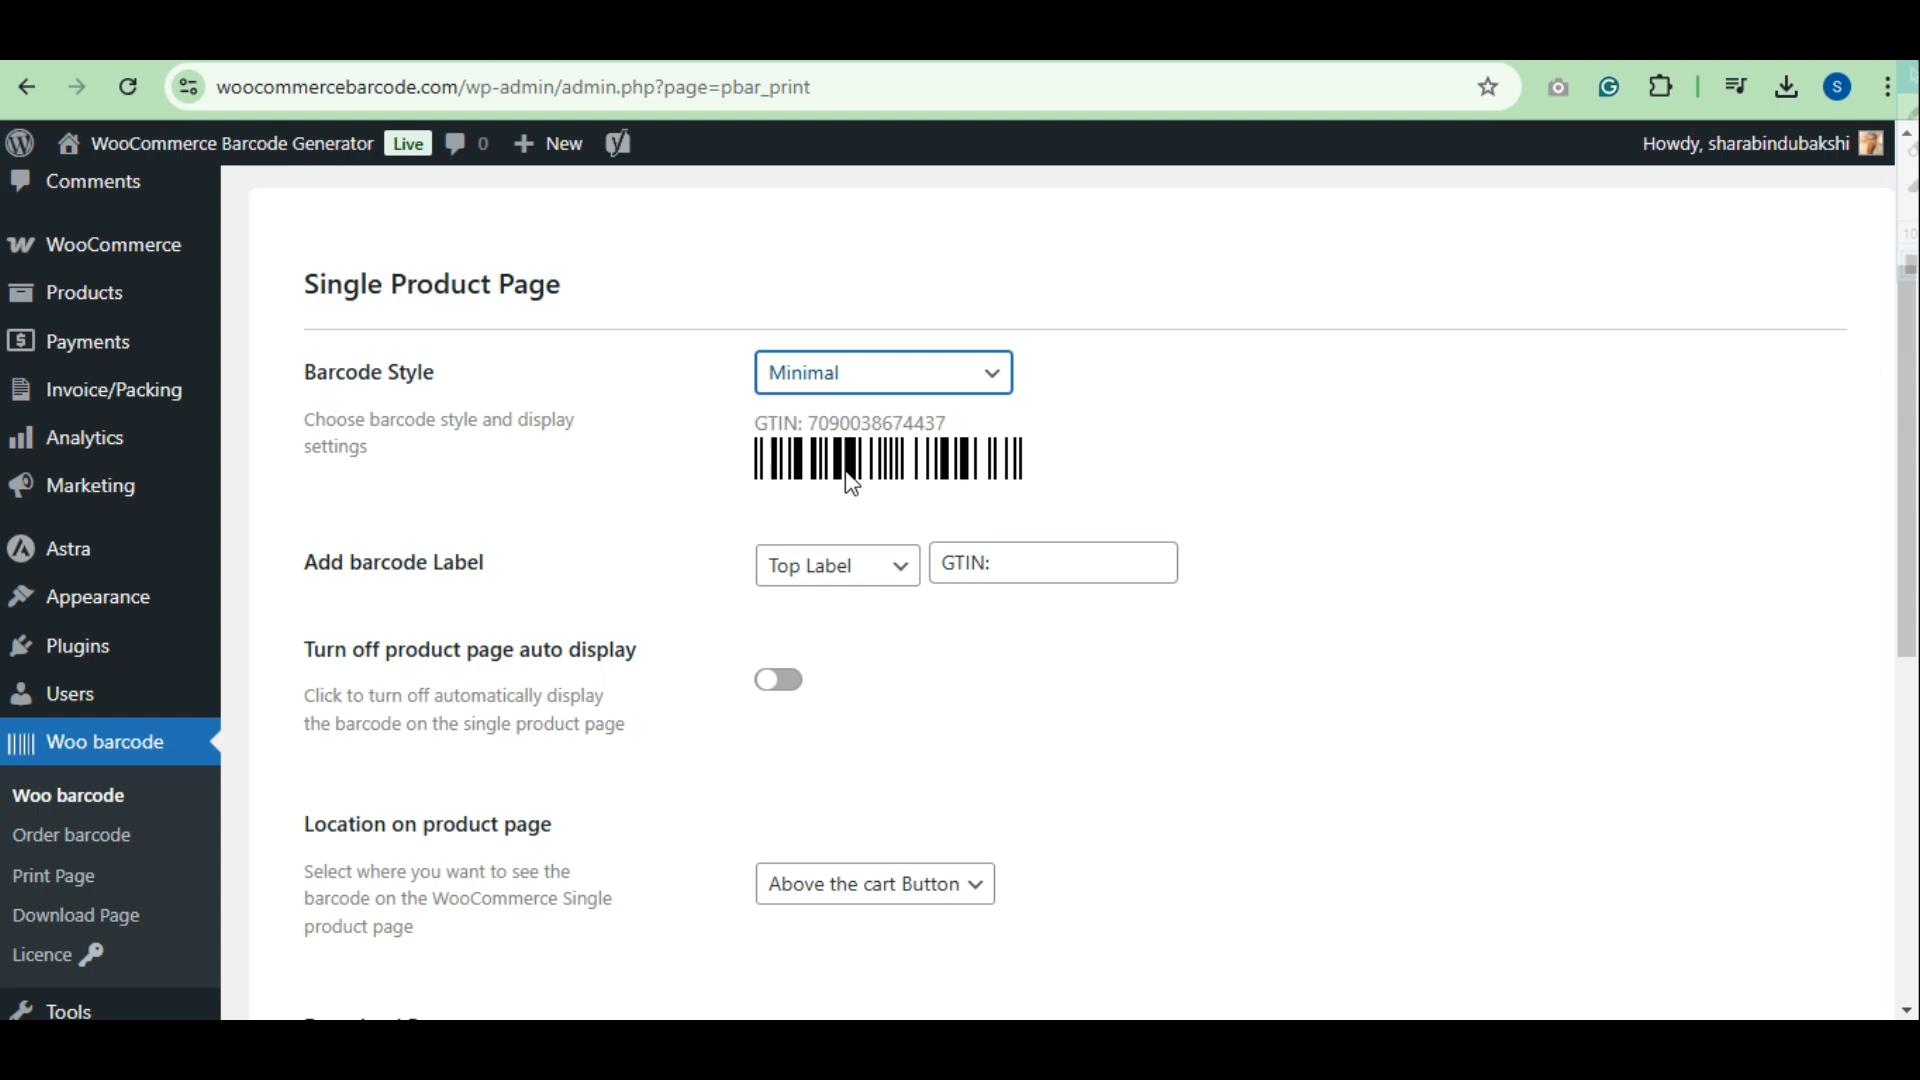 woocommercebarcode.com/wp-admin/admin.php?page=pbar_print
S
WooCommerce Barcode Generator Live 0 New
Howdy, sharabindubakshi
Comments
WooCommerce
Products
Payments
Invoice/Packing
Analytics
Marketing
Astra
Appearance
Plugins
Users
Woo barcode
Woo barcode
Order barcode
Print Page
Download Page
Licence
Tools
Single Product Page
Barcode Style
Choose barcode style and display
settings
Minimal
GTIN: 7090038674437
Add barcode Label
Top Label
GTIN:
Turn off product page auto display
Click to turn off automatically display
the barcode on the single product page
Location on product page
Select where you want to see the
barcode on the WooCommerce Single
product page
Above the cart Button
10